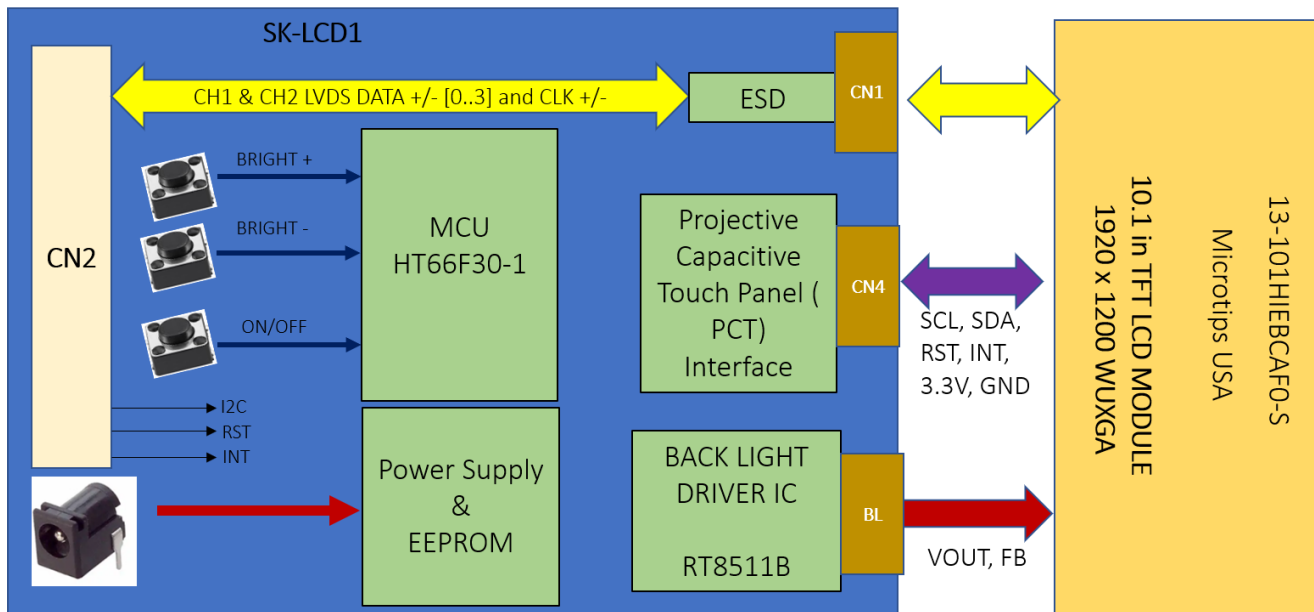 SK-LCD1
CN2
CH1 & CH2 LVDS DATA +/- [0..3] and CLK +/-
ESD
CN1
BRIGHT +
BRIGHT -
ON/OFF
MCU
HT66F30-1
I2C
RST
INT
Projective
Capacitive
Touch Panel (
PCT)
Interface
CN4
SCL, SDA,
RST, INT,
3.3V, GND
Power Supply
&
EEPROM
BACK LIGHT
DRIVER IC
RT8511B
BL
VOUT, FB
13-101HIEBCAF0-S
Microtips USA
10.1 in TFT LCD MODULE
1920 x 1200 WUXGA